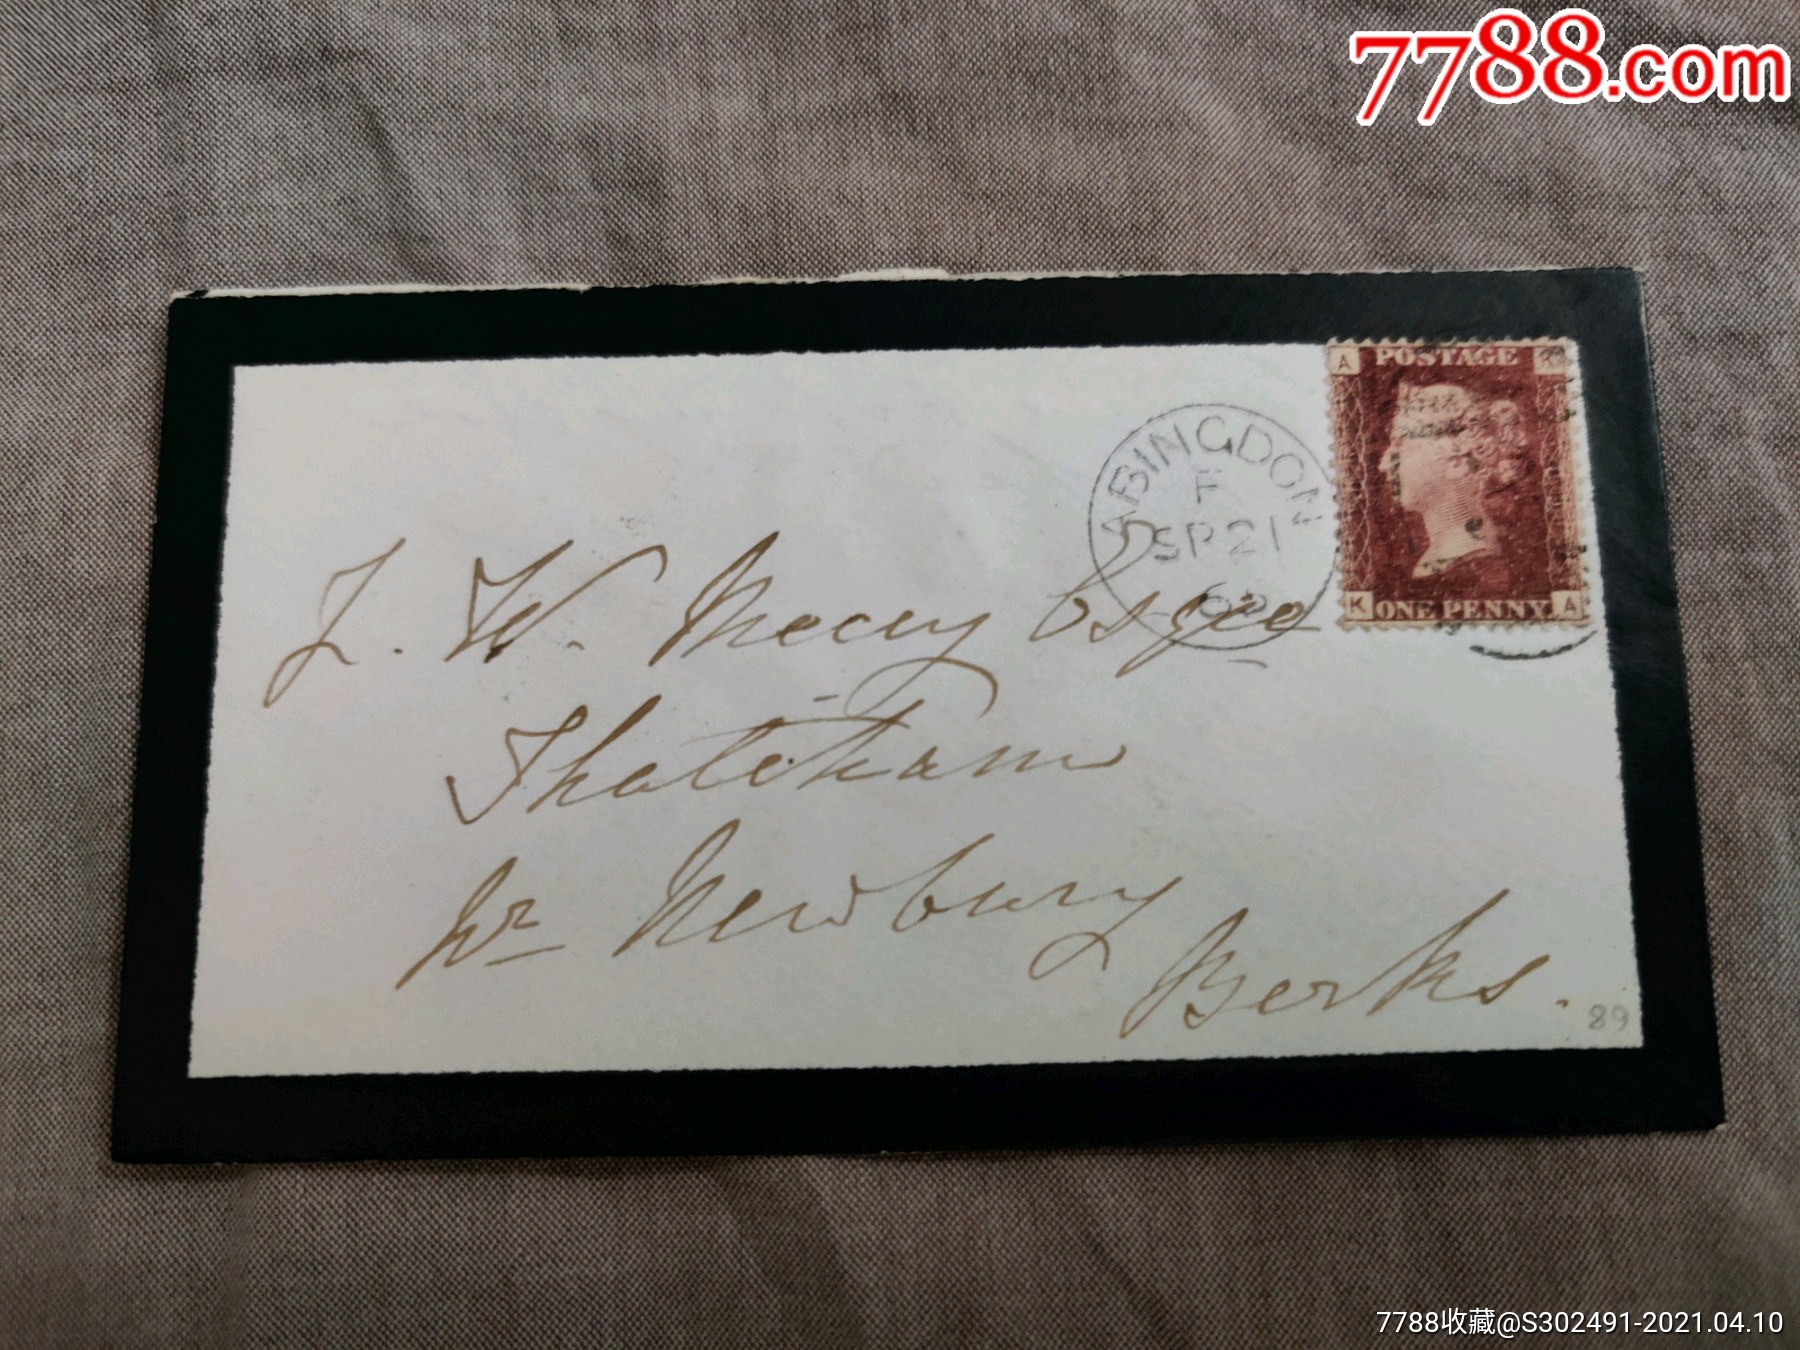 7788.com
A POSTAGE K
ABINGDON
F
SP 21
K ONE PENNY A
J. W. Esqre
Thatcham
Nr Newbury
Berks.
89
7788收藏@S302491-2021.04.10